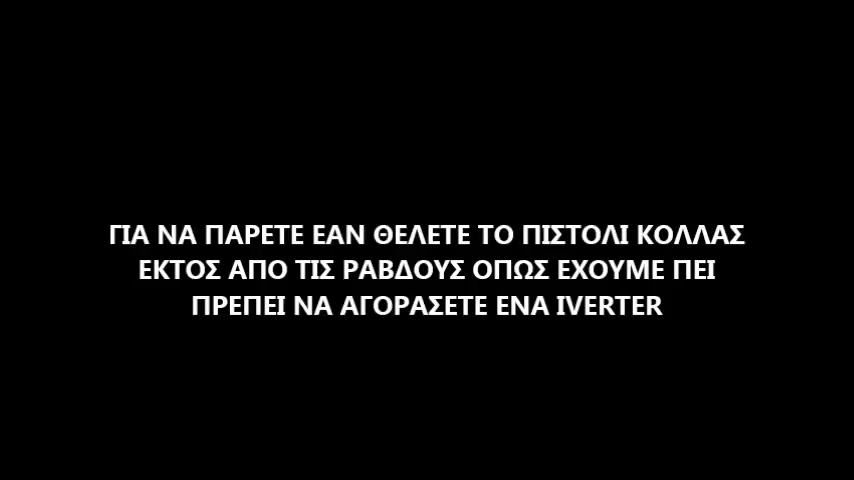 ΓΙΑ ΝΑ ΠΑΡΕΤΕ ΕΑΝ ΘΕΛΕΤΕ ΤΟ ΠΙΣΤΟΛΙ ΚΟΛΛΑΣ
ΕΚΤΟΣ ΑΠΟ ΤΙΣ ΡΑΒΔΟΥΣ ΟΠΩΣ ΕΧΟΥΜΕ ΠΕΙ
ΠΡΕΠΕΙ ΝΑ ΑΓΟΡΑΣΕΤΕ ΕΝΑ IVERTER